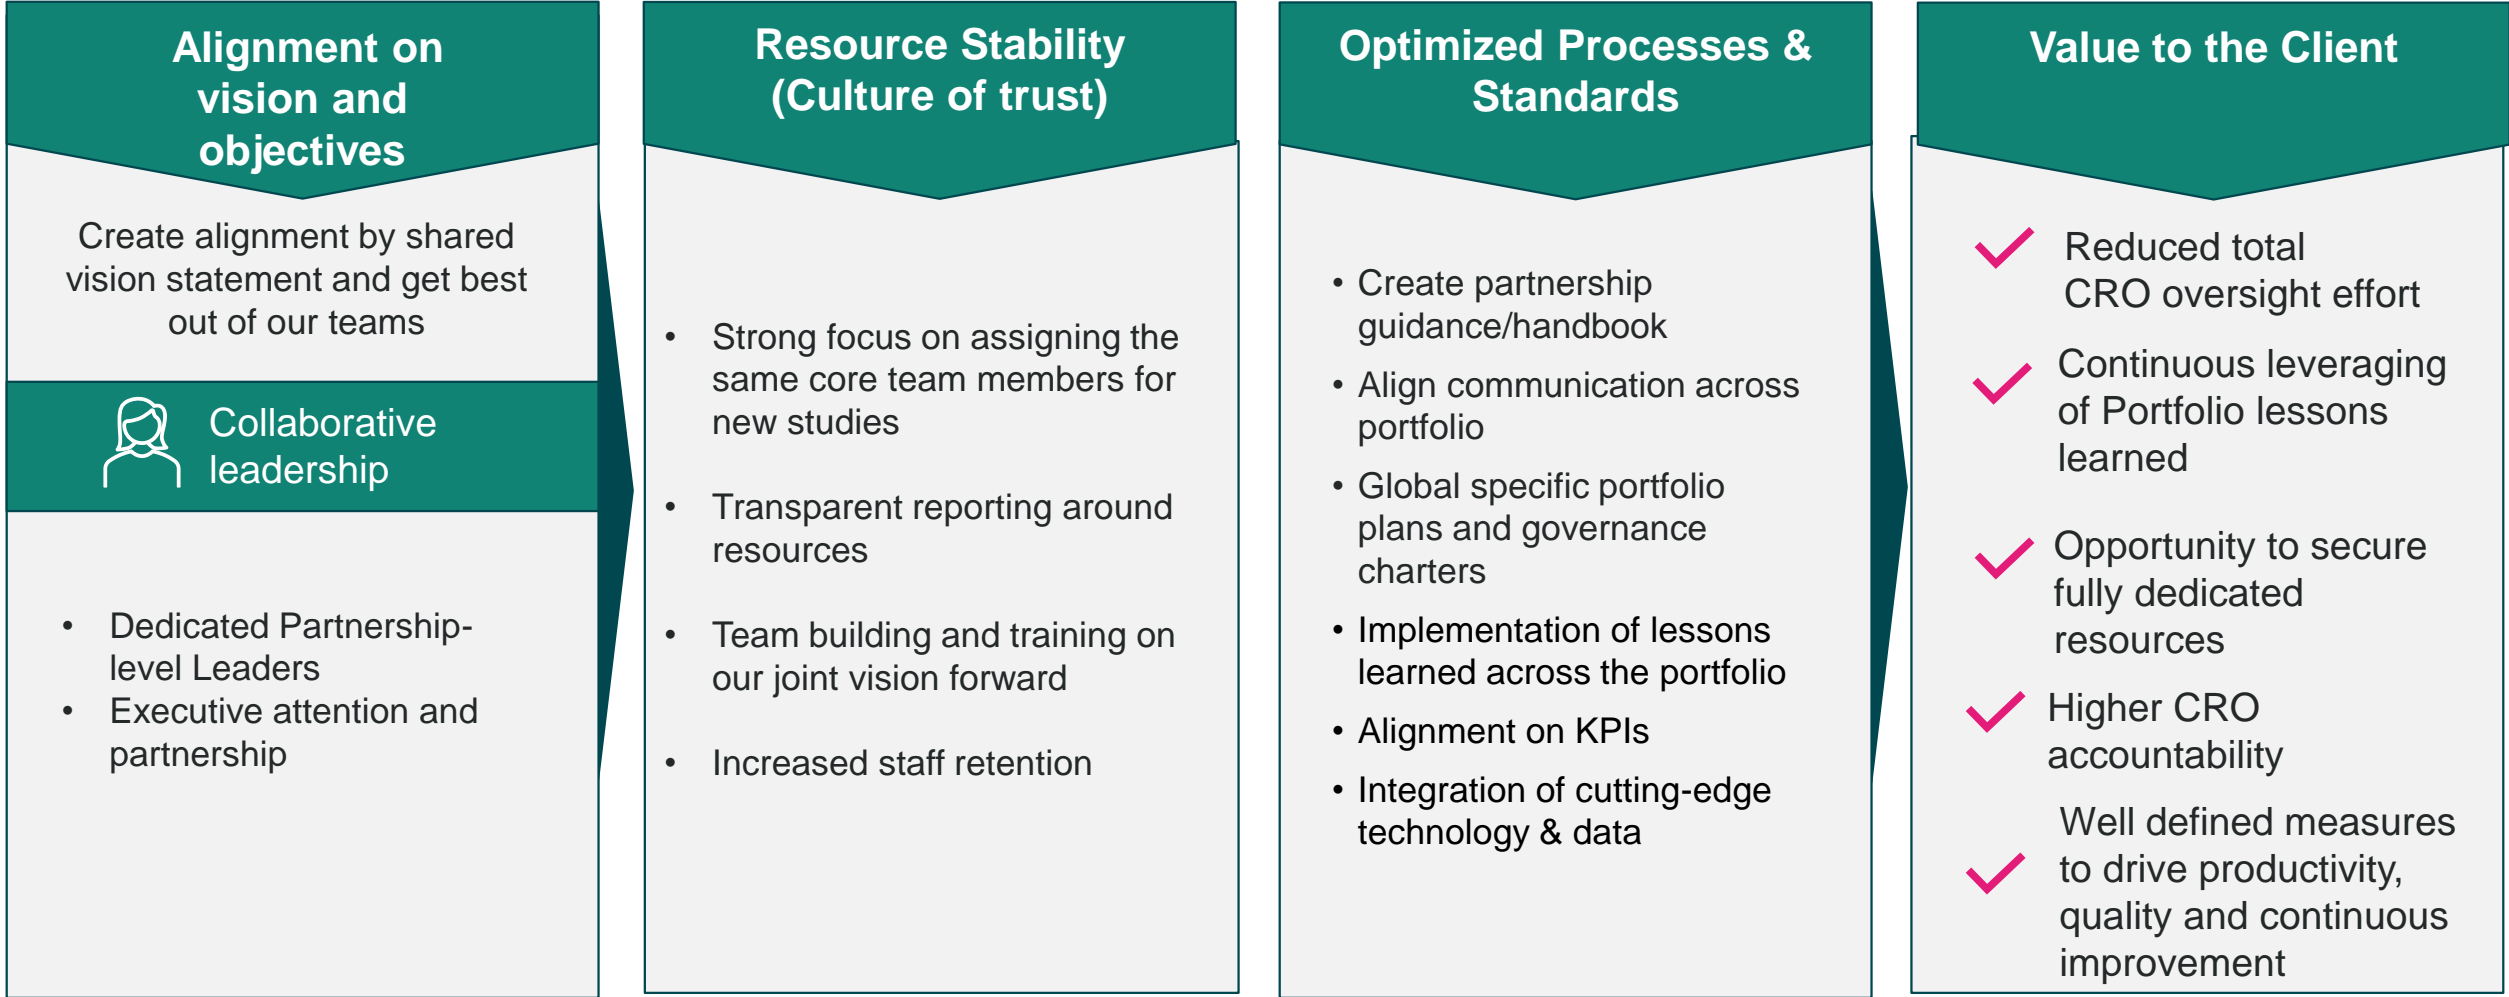 Alignment on
vision and
objectives
Create alignment by shared
vision statement and get best
out of our teams
Collaborative
leadership
• Dedicated Partnership-
level Leaders
• Executive attention and
partnership
Resource Stability
(Culture of trust)
• Strong focus on assigning the
same core team members for
new studies
• Transparent reporting around
resources
• Team building and training on
our joint vision forward
• Increased staff retention
Optimized Processes &
Standards
• Create partnership
guidance/handbook
• Align communication across
portfolio
• Global specific portfolio
plans and governance
charters
• Implementation of lessons
learned across the portfolio
• Alignment on KPIs
• Integration of cutting-edge
technology & data
Value to the Client
Reduced total
CRO oversight effort
Continuous leveraging
of Portfolio lessons
learned
Opportunity to secure
fully dedicated
resources
Higher CRO
accountability
Well defined measures
to drive productivity,
quality and continuous
improvement